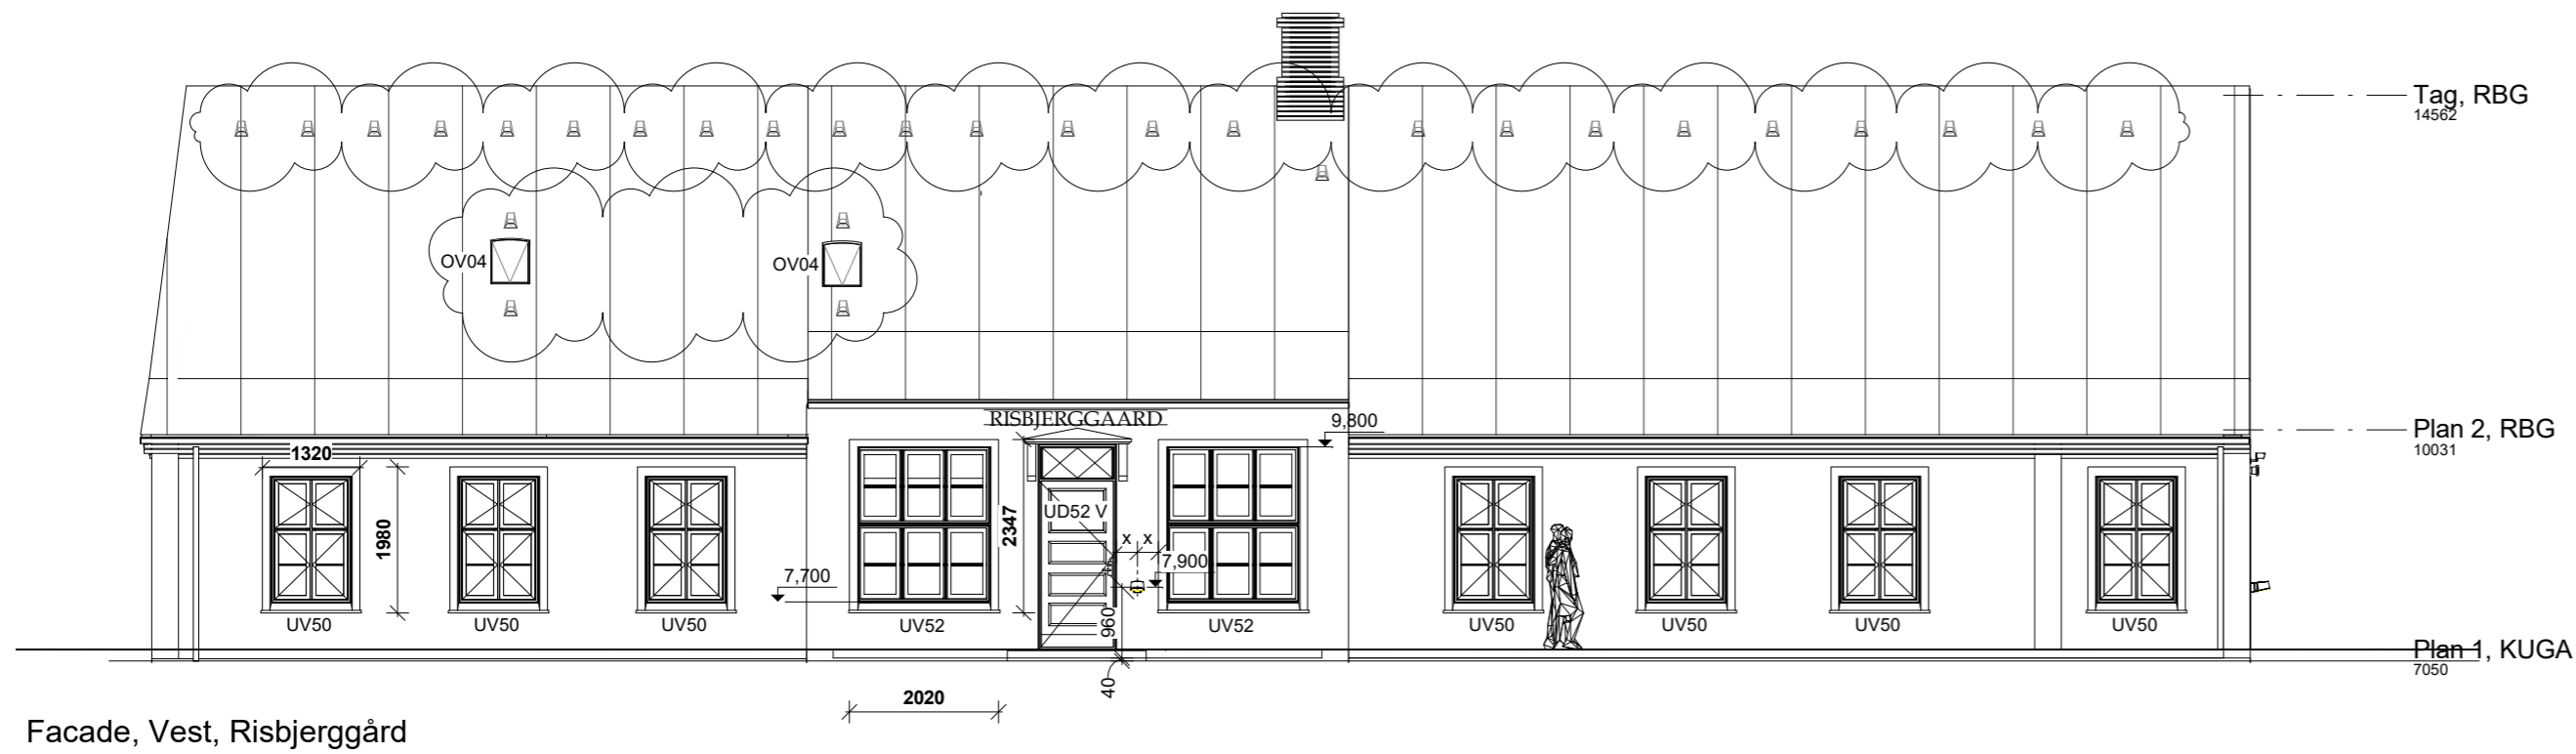 Tag, RBG
14562
OV04
OV04
RISBJERGGAARD
9,800
Plan 2, RBG
10031
1320
1980
2347
UD52 V
x
x
7,900
7,700
960
UV50
UV50
UV50
UV52
UV52
UV50
UV50
UV50
UV50
Plan 1, KUGA
7050
40
2020
Facade, Vest, Risbjerggård